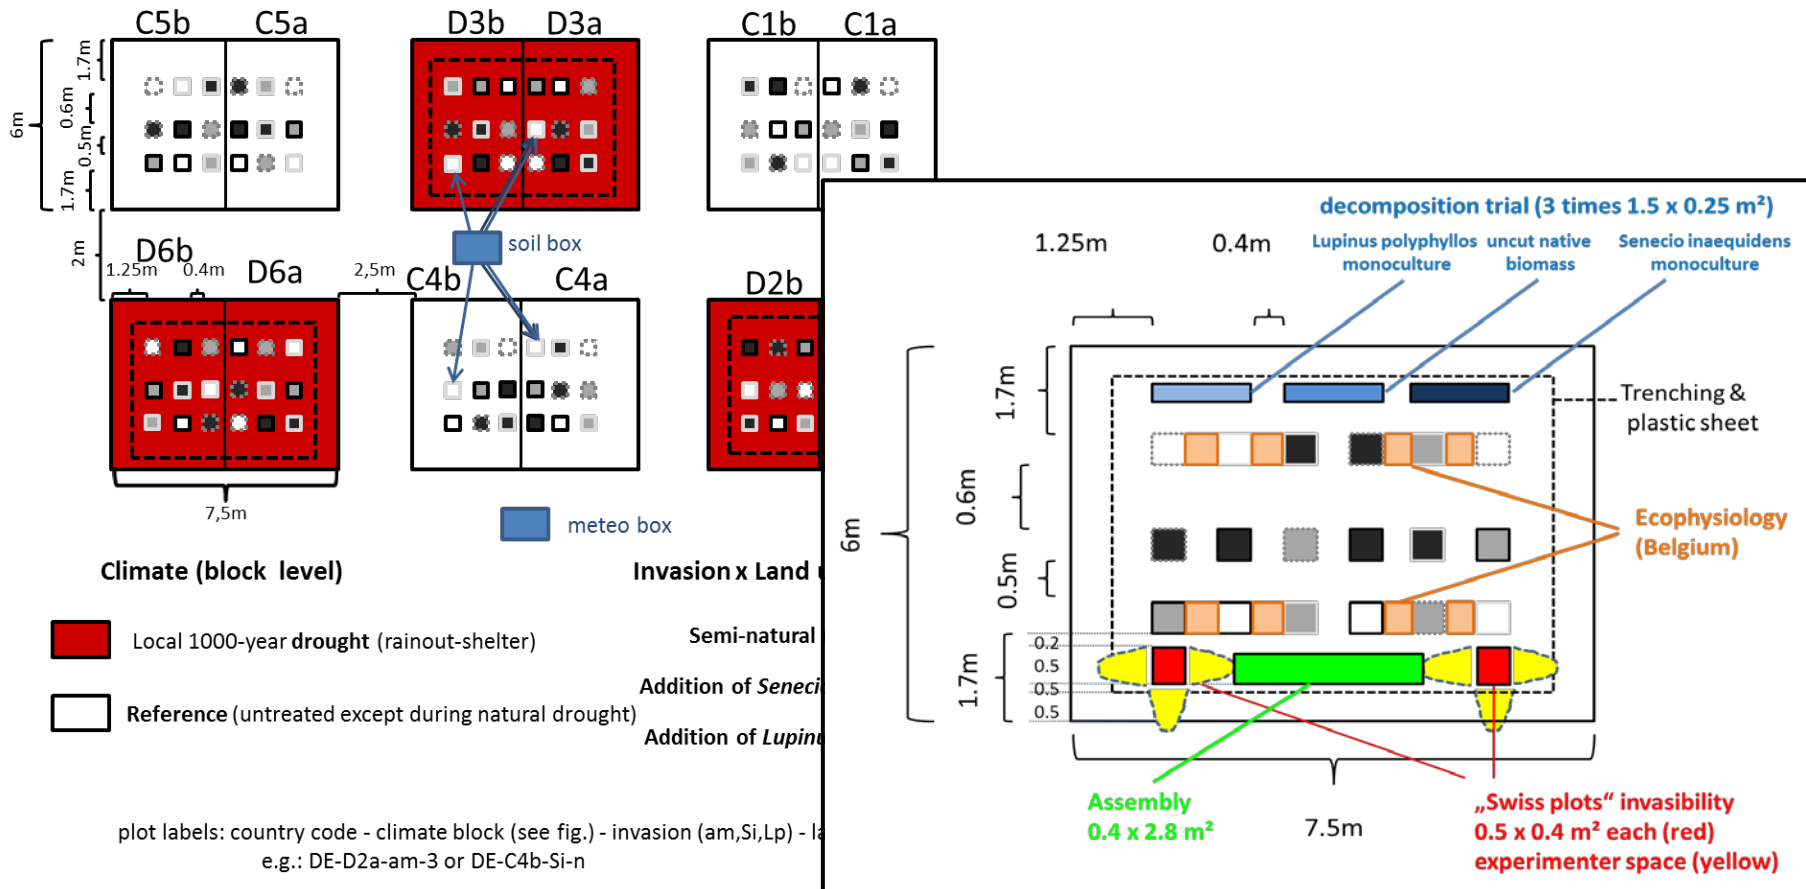 C5b C5a D3b D3a C1b C1a
1.7m
0.6m
6m
0.5m
1.7m
2m
soil box
D6b
D6a
1.25m 0.4m
2,5m
C4b C4a
D2b
7,5m
meteo box
Climate (block level)
Invasion x Land
Local 1000-year drought (rainout-shelter)
Semi-natural
Addition of Seneci
Reference (untreated except during natural drought)
Addition of Lupin
plot labels: country code - climate block (see fig.) - invasion (am,Si,Lp) - la
e.g.: DE-D2a-am-3 or DE-C4b-Si-n
decomposition trial (3 times 1.5 x 0.25 m²)
1.25m 0.4m
Lupinus polyphyllos
monoculture
uncut native
biomass
Senecio inaequidens
monoculture
1.7m
Trenching &
plastic sheet
0.6m
6m
Ecophysiology
(Belgium)
0.5m
1.7m
0.2
0.5
0.5
0.5
Assembly
0.4 x 2.8 m²
7.5m
„Swiss plots“ invasibility
0.5 x 0.4 m² each (red)
experimenter space (yellow)